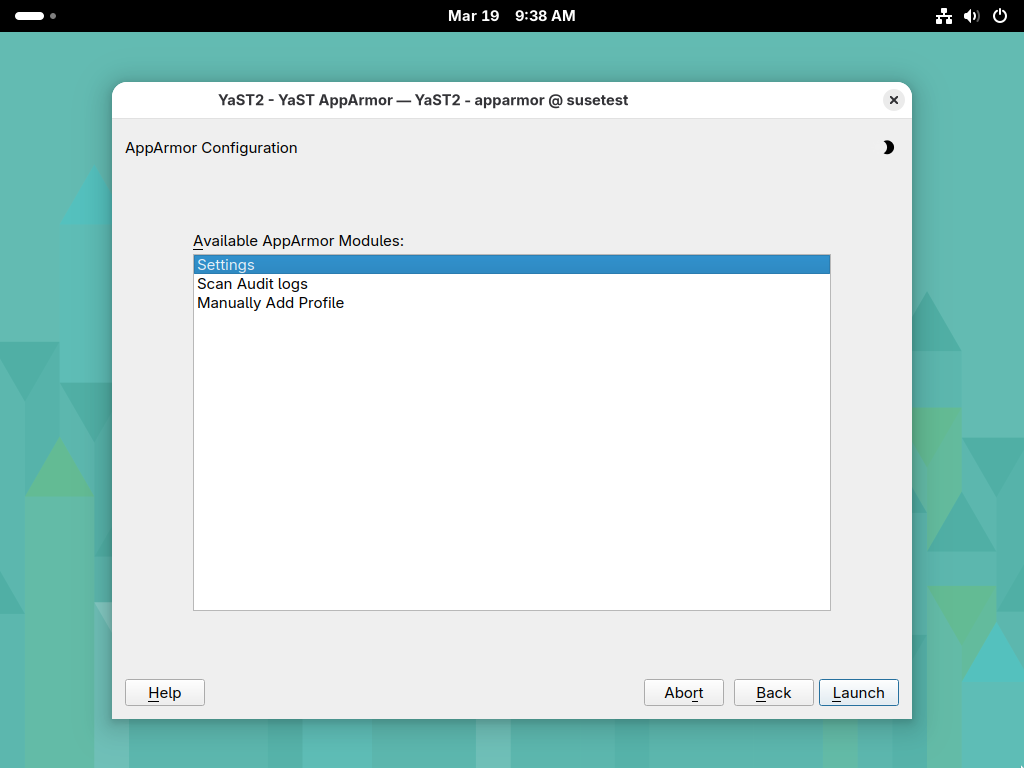 Mar 19 9:38 AM
YaST2 - YaST AppArmor — YaST2 - apparmor @ susetest
AppArmor Configuration
Available AppArmor Modules:
Settings
Scan Audit logs
Manually Add Profile
Help Abort Back Launch